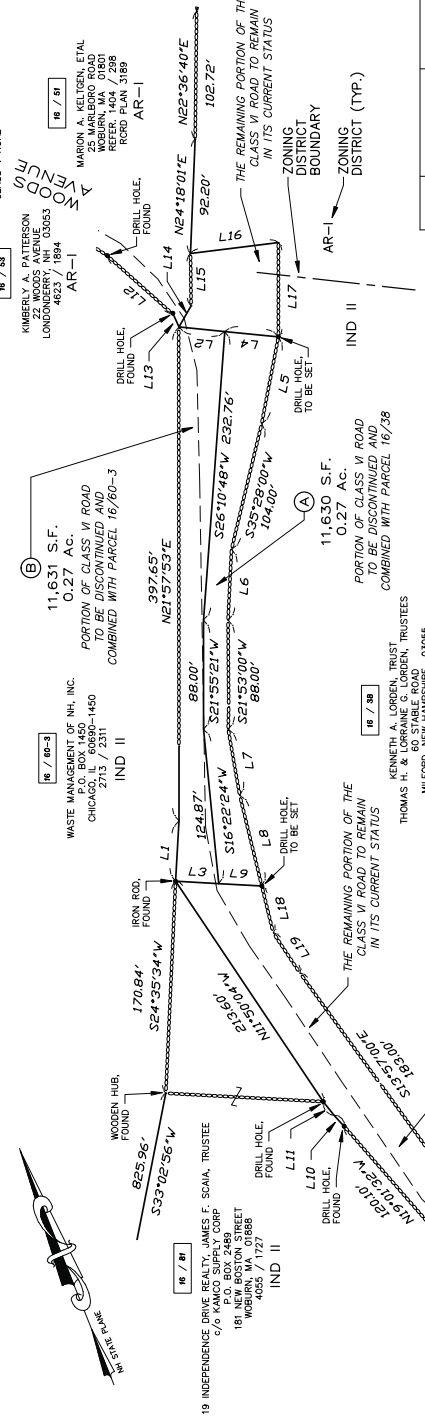 16 / 53
KIMBERLY A. PATTERSON
22 WOODS AVENUE
LONDONDERRY, NH 03053
4623 / 1894
AR-I
WOODS
AVENUE
16 / 51
MARION A. KELTGEN, ETAL
25 MARLBORO ROAD
WOBURN, MA 01801
REFER. 1404 / 298
RCRD PLAN 3189
AR-I
DRILL HOLE,
FOUND
L12
L13
DRILL HOLE,
FOUND
L14
L15
N24°18'01"E
92.20'
N22°36'40"E
102.72'
L16
THE REMAINING PORTION OF THE
CLASS VI ROAD TO REMAIN
IN ITS CURRENT STATUS
ZONING
DISTRICT
BOUNDARY
ZONING
DISTRICT (TYP.)
AR-I
IND II
L17
L2
L4
L5
DRILL HOLE,
TO BE SET
B
11,631 S.F.
0.27 Ac.
PORTION OF CLASS VI ROAD
TO BE DISCONTINUED AND
COMBINED WITH PARCEL 16/60-3
397.65'
N21°57'53"E
S26°10'48"W 232.76'
S35°28'00"W
104.00'
A
11,630 S.F.
0.27 Ac.
PORTION OF CLASS VI ROAD
TO BE DISCONTINUED AND
COMBINED WITH PARCEL 16/38
L6
88.00'
S21°55'21"W
S21°53'00"W
88.00'
16 / 60-3
WASTE MANAGEMENT OF NH, INC.
P.O. BOX 1450
CHICAGO, IL 60690-1450
2713 / 2311
IND II
L1
124.87'
S16°22'24"W
L7
L8
L3
L9
IRON ROD,
FOUND
DRILL HOLE,
TO BE SET
L18
L19
16 / 38
KENNETH A. LORDEN, TRUST
THOMAS H. & LORRAINE G. LORDEN, TRUSTEES
60 STABLE ROAD
MILFORD, NEW HAMPSHIRE 03055
THE REMAINING PORTION OF THE
CLASS VI ROAD TO REMAIN
IN ITS CURRENT STATUS
170.84'
S24°35'34"W
N11°50'04"W
213.60'
S13°57'00"E
183.00'
WOODEN HUB,
FOUND
825.96'
S33°02'56"W
DRILL HOLE,
FOUND
L11
L10
DRILL HOLE,
FOUND
N19°01'32"W
120.10'
16 / 81
19 INDEPENDENCE DRIVE REALTY, JAMES F. SCAIA, TRUSTEE
c/o KAMCO SUPPLY CORP
P.O. BOX 2489
181 NEW BOSTON STREET
WOBURN, MA 01888
4055 / 1727
IND II
NH STATE PLANE